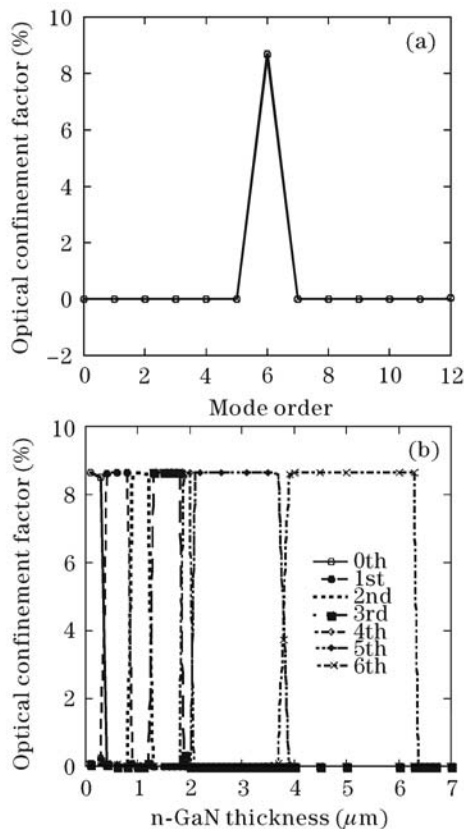 Optical confinement factor (%)
10
8
6
4
2
0
−2
(a)
0 2 4 6 8 10 12
Mode order
Optical confinement factor (%)
10
8
6
4
2
0
(b)
0th
1st
2nd
3rd
4th
5th
6th
0 1 2 3 4 5 6 7
n-GaN thickness (μm)